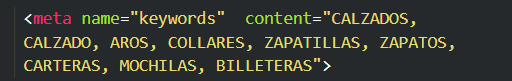 <meta name="keywords"  content="CALZADOS,
CALZADO, AROS, COLLARES, ZAPATILLAS, ZAPATOS,
CARTERAS, MOCHILAS, BILLETERAS">